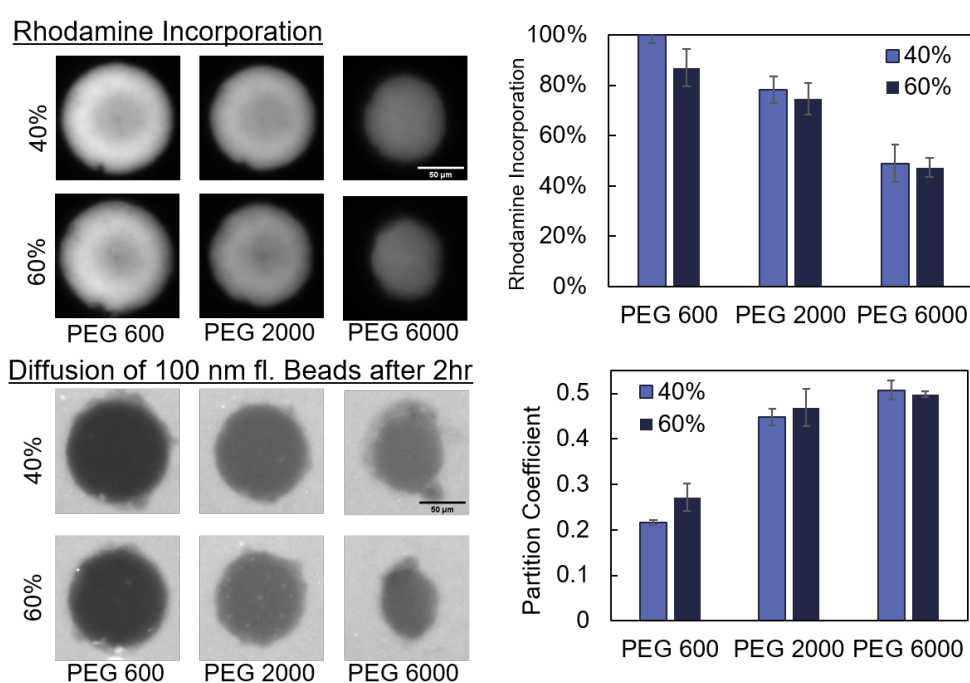 Rhodamine Incorporation
40%
50 µm
60%
PEG 600 PEG 2000 PEG 6000
Rhodamine Incorporation
100%
80%
60%
40%
20%
0%
40%
60%
PEG 600 PEG 2000 PEG 6000
Diffusion of 100 nm fl. Beads after 2hr
40%
50 µm
60%
PEG 600 PEG 2000 PEG 6000
Partition Coefficient
0.5
0.4
0.3
0.2
0.1
0
40%
60%
PEG 600 PEG 2000 PEG 6000